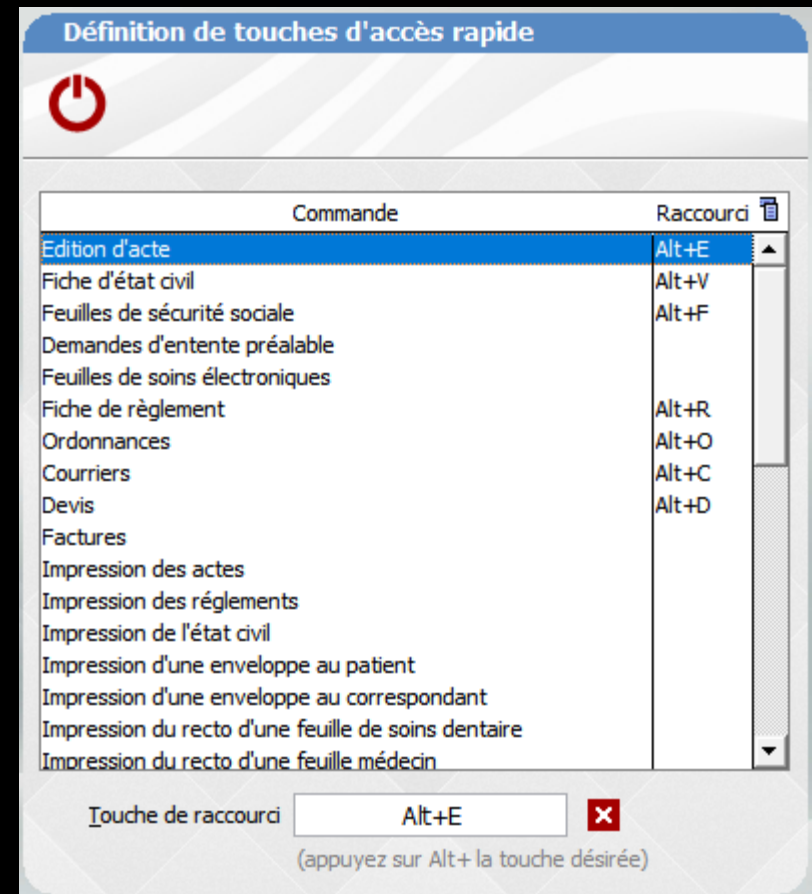 Définition de touches d'accès rapide
Commande Raccourci
Edition d'acte Alt+E
Fiche d'état civil Alt+V
Feuilles de sécurité sociale Alt+F
Demandes d'entente préalable
Feuilles de soins électroniques
Fiche de règlement Alt+R
Ordonnances Alt+O
Courriers Alt+C
Devis Alt+D
Factures
Impression des actes
Impression des réglements
Impression de l'état civil
Impression d'une enveloppe au patient
Impression d'une enveloppe au correspondant
Impression du recto d'une feuille de soins dentaire
Impression du recto d'une feuille médecin
Touche de raccourci Alt+E
(appuyez sur Alt+ la touche désirée)